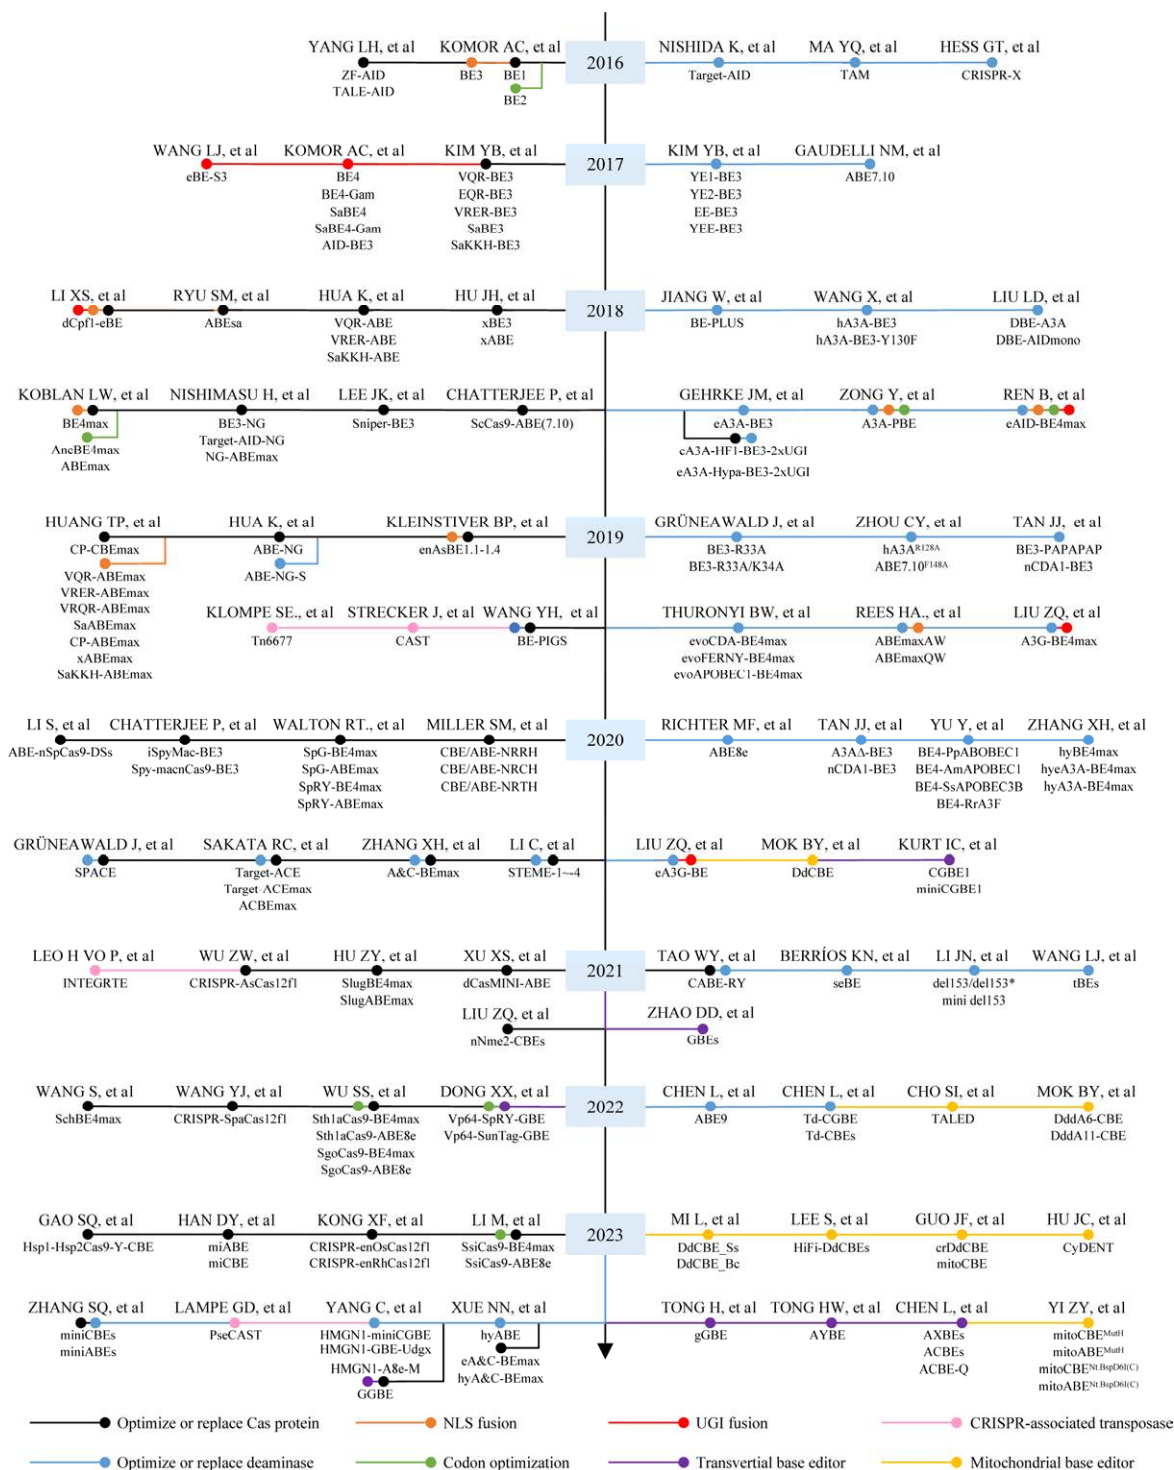 2016
YANG LH, et al
ZF-AID
TALE-AID
KOMOR AC, et al
BE3
BE1
BE2
NISHIDA K, et al
Target-AID
MA YQ, et al
TAM
HESS GT, et al
CRISPR-X
2017
WANG LJ, et al
eBE-S3
KOMOR AC, et al
BE4
BE4-Gam
SaBE4
SaBE4-Gam
AID-BE3
KIM YB, et al
VQR-BE3
EQR-BE3
VRER-BE3
SaBE3
SaKKH-BE3
KIM YB, et al
YE1-BE3
YE2-BE3
EE-BE3
YEE-BE3
GAUDELLI NM, et al
ABE7.10
2018
LI XS, et al
dCpf1-eBE
RYU SM, et al
ABEsa
HUA K, et al
VQR-ABE
VRER-ABE
SaKKH-ABE
HU JH, et al
xBE3
xABE
JIANG W, et al
BE-PLUS
WANG X, et al
hA3A-BE3
hA3A-BE3-Y130F
LIU LD, et al
DBE-A3A
DBE-AIDmono
KOBLAN LW, et al
BE4max
AncBE4max
ABEmax
NISHIMASU H, et al
BE3-NG
Target-AID-NG
NG-ABEmax
LEE JK, et al
Sniper-BE3
CHATTERJEE P, et al
ScCas9-ABE(7.10)
GEHRKE JM, et al
eA3A-BE3
eA3A-HF1-BE3-2xUGI
eA3A-Hypa-BE3-2xUGI
ZONG Y, et al
A3A-PBE
REN B, et al
eAID-BE4max
2019
HUANG TP, et al
CP-CBEmax
VQR-ABEmax
VRER-ABEmax
VRQR-ABEmax
SaABEmax
CP-ABEmax
xABEmax
SaKKH-ABEmax
HUA K, et al
ABE-NG
ABE-NG-S
KLEINSTIVER BP, et al
enAsBE1.1-1.4
GRÜNEAWALD J, et al
BE3-R33A
BE3-R33A/K34A
ZHOU CY, et al
hA3A^R128A
ABE7.10^F148A
TAN JJ, et al
BE3-PAPAPAP
nCDA1-BE3
KLOMPE SE., et al
Tn6677
STRECKER J, et al
CAST
WANG YH, et al
BE-PIGS
THURONYI BW, et al
evoCDA-BE4max
evoFERNY-BE4max
evoAPOBEC1-BE4max
REES HA., et al
ABEmaxAW
ABEmaxQW
LIU ZQ, et al
A3G-BE4max
2020
LI S, et al
ABE-nSpCas9-DSs
CHATTERJEE P, et al
iSpyMac-BE3
Spy-macnCas9-BE3
WALTON RT., et al
SpG-BE4max
SpG-ABEmax
SpRY-BE4max
SpRY-ABEmax
MILLER SM, et al
CBE/ABE-NRRH
CBE/ABE-NRCH
CBE/ABE-NRTH
RICHTER MF, et al
ABE8e
TAN JJ, et al
A3AΔ-BE3
nCDA1-BE3
YU Y, et al
BE4-PpABOBEC1
BE4-AmAPOBEC1
BE4-SsAPOBEC3B
BE4-RrA3F
ZHANG XH, et al
hyBE4max
hyeA3A-BE4max
hyA3A-BE4max
GRÜNEAWALD J, et al
SPACE
SAKATA RC, et al
Target-ACE
Target-ACEmax
ACBEmax
ZHANG XH, et al
A&C-BEmax
LI C, et al
STEME-1~-4
LIU ZQ, et al
eA3G-BE
MOK BY, et al
DdCBE
KURT IC, et al
CGBE1
miniCGBE1
2021
LEO H VO P, et al
INTEGRTE
WU ZW, et al
CRISPR-AsCas12f1
HU ZY, et al
SlugBE4max
SlugABEmax
XU XS, et al
dCasMINI-ABE
TAO WY, et al
CABE-RY
BERRÍOS KN, et al
seBE
LI JN, et al
del153/del153*
mini del153
WANG LJ, et al
tBEs
LIU ZQ, et al
nNme2-CBEs
ZHAO DD, et al
GBEs
2022
WANG S, et al
SchBE4max
WANG YJ, et al
CRISPR-SpaCas12f1
WU SS, et al
Sth1aCas9-BE4max
Sth1aCas9-ABE8e
SgoCas9-BE4max
SgoCas9-ABE8e
DONG XX, et al
Vp64-SpRY-GBE
Vp64-SunTag-GBE
CHEN L, et al
ABE9
CHEN L, et al
Td-CGBE
Td-CBEs
CHO SI, et al
TALED
MOK BY, et al
DddA6-CBE
DddA11-CBE
2023
GAO SQ, et al
Hsp1-Hsp2Cas9-Y-CBE
HAN DY, et al
miABE
miCBE
KONG XF, et al
CRISPR-enOsCas12f1
CRISPR-enRhCas12f1
LI M, et al
SsiCas9-BE4max
SsiCas9-ABE8e
MI L, et al
DdCBE_Ss
DdCBE_Bc
LEE S, et al
HiFi-DdCBEs
GUO JF, et al
crDdCBE
mitoCBE
HU JC, et al
CyDENT
ZHANG SQ, et al
miniCBEs
miniABEs
LAMPE GD, et al
PseCAST
YANG C, et al
HMGN1-miniCGBE
HMGN1-GBE-Udgx
HMGN1-A8e-M
GGBE
XUE NN, et al
hyABE
eA&C-BEmax
hyA&C-BEmax
TONG H, et al
gGBE
TONG HW, et al
AYBE
CHEN L, et al
AXBEs
ACBEs
ACBE-Q
YI ZY, et al
mitoCBE^MutH
mitoABE^MutH
mitoCBE^Nt.BspD6I(C)
mitoABE^Nt.BspD6I(C)
Optimize or replace Cas protein
NLS fusion
UGI fusion
CRISPR-associated transposase
Optimize or replace deaminase
Codon optimization
Transvertial base editor
Mitochondrial base editor